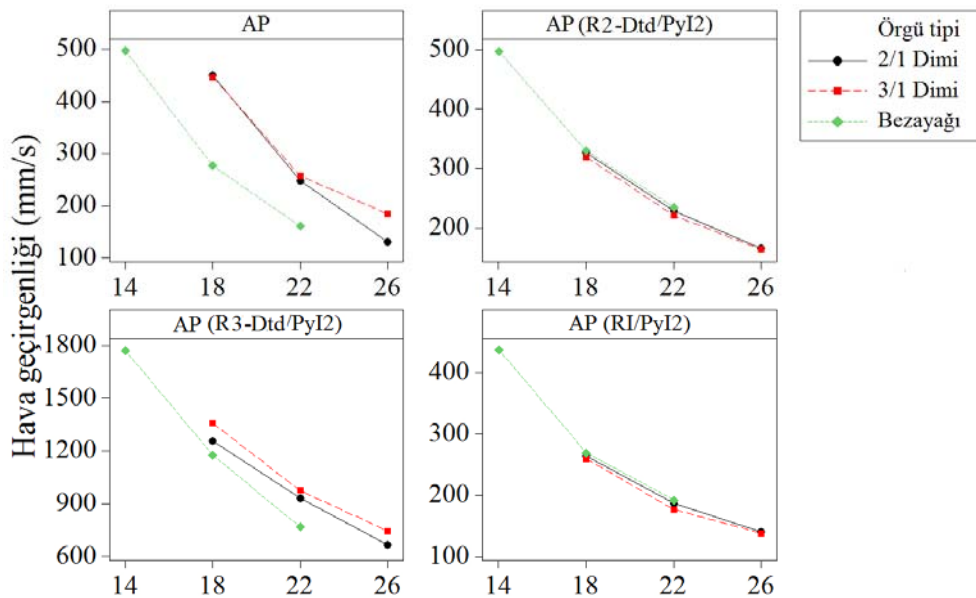 AP
AP (R2-Dtd/PyI2)
Örgü tipi
2/1 Dimi
3/1 Dimi
Bezayağı
Hava geçirgenliği (mm/s)
500
400
300
200
100
14 18 22 26
500
400
300
200
14 18 22 26
AP (R3-Dtd/PyI2)
AP (RI/PyI2)
1800
1500
1200
900
600
14 18 22 26
400
300
200
100
14 18 22 26